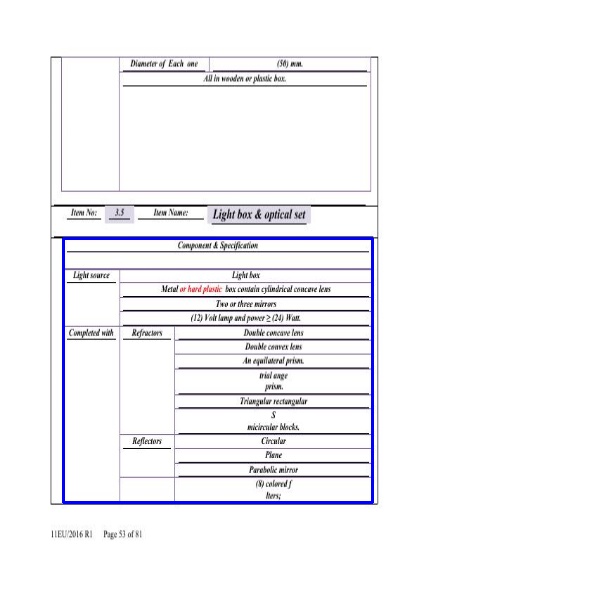 Diameter of Each one (50) mm.
All in wooden or plastic box.
Item No: 3.5 Item Name: Light box & optical set
Component & Specification
Light source Light box
Metal or hard plastic box contain cylindrical concave lens
Two or three mirrors
(12) Volt lamp and power ≥ (24) Watt.
Completed with Refractors Double concave lens
Double convex lens
An equilateral prism.
trial ange
prism.
Triangular rectangular
S
micircular blocks.
Reflectors Circular
Plane
Parabolic mirror
(8) colored f
lters;
11EU/2016 R1 Page 53 of 81